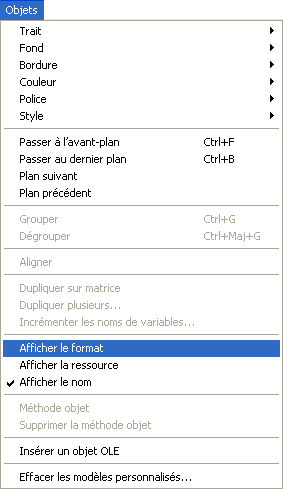 Objets
Trait
Fond
Bordure
Couleur
Police
Style
Passer à l'avant-plan Ctrl+F
Passer au dernier plan Ctrl+B
Plan suivant
Plan précédent
Grouper Ctrl+G
Dégrouper Ctrl+Maj+G
Aligner
Dupliquer sur matrice
Dupliquer plusieurs...
Incrémenter les noms de variables...
Afficher le format
Afficher la ressource
Afficher le nom
Méthode objet
Supprimer la méthode objet
Insérer un objet OLE
Effacer les modèles personnalisés...